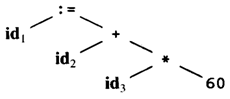 :=
id₁ +
id₂ *
id₃ 60